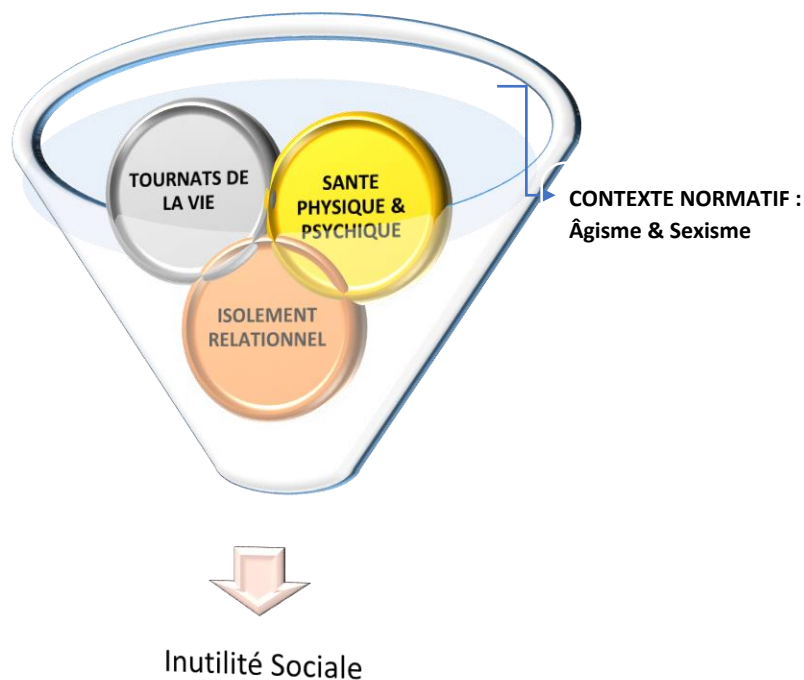 TOURNATS DE
LA VIE
SANTE
PHYSIQUE &
PSYCHIQUE
ISOLEMENT
RELATIONNEL
CONTEXTE NORMATIF :
Âgisme & Sexisme
Inutilité Sociale